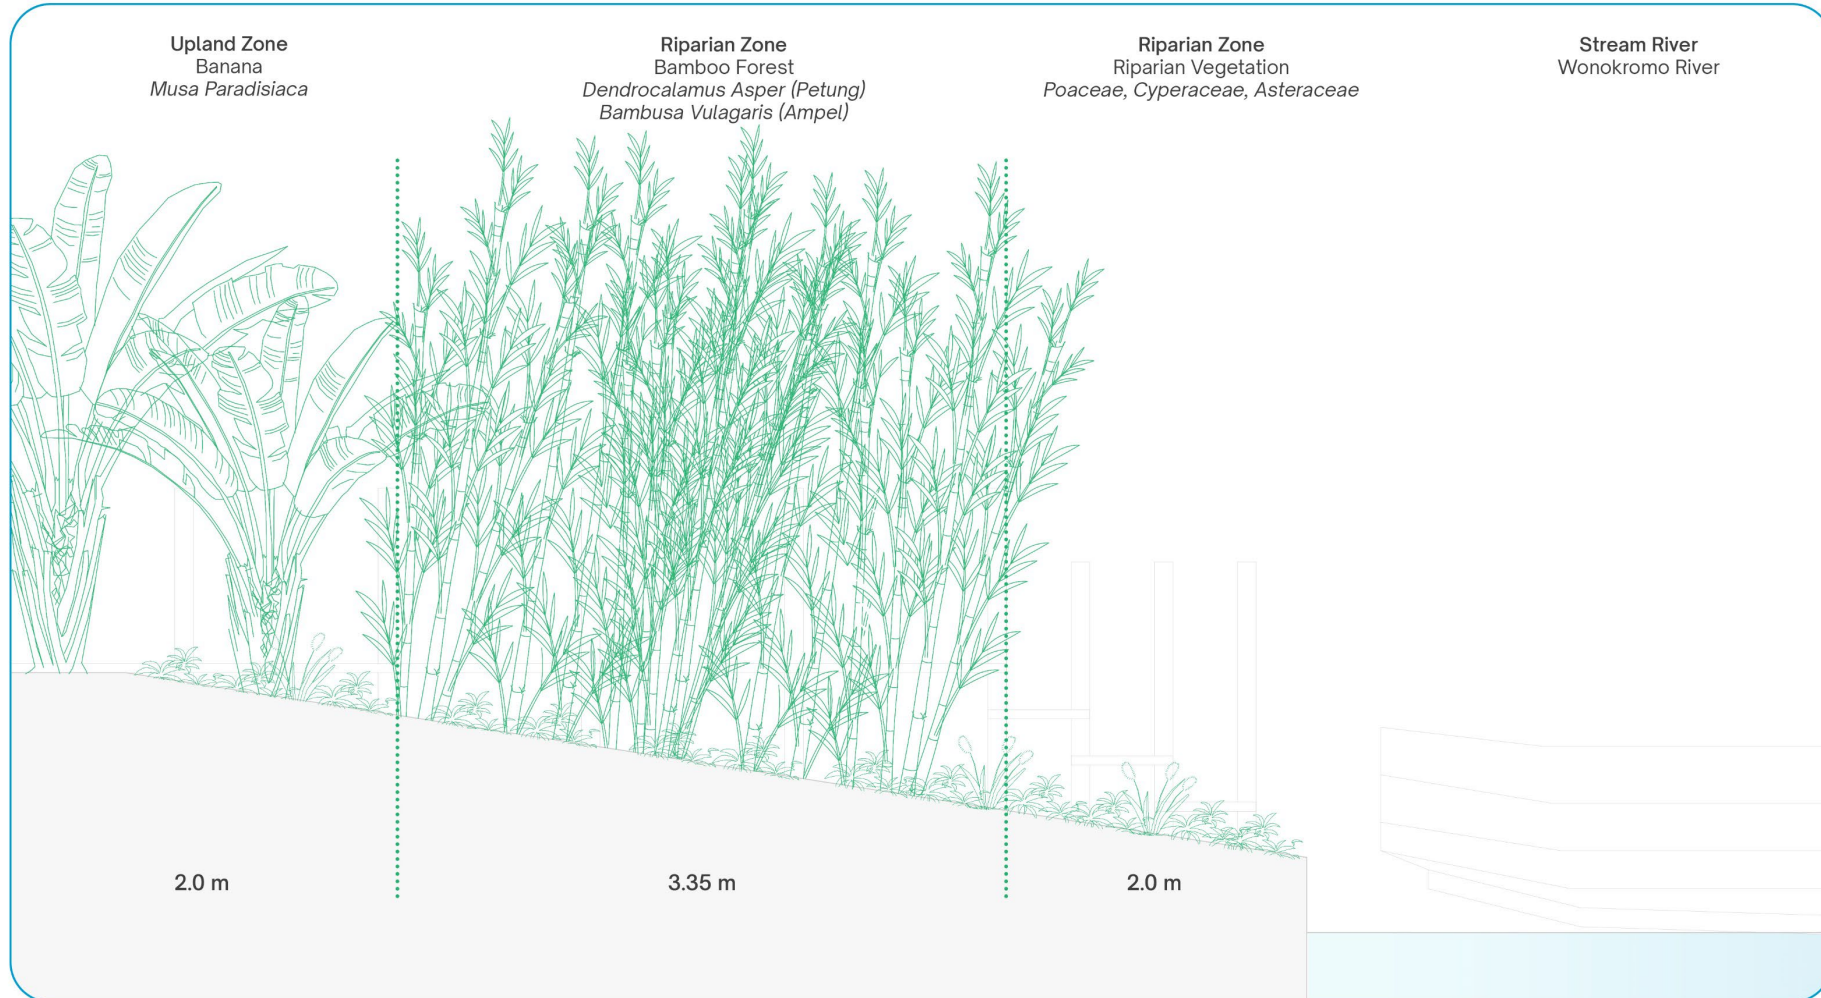 Upland Zone
Banana
Musa Paradisiaca
Riparian Zone
Bamboo Forest
Dendrocalamus Asper (Petung)
Bambusa Vulagaris (Ampel)
Riparian Zone
Riparian Vegetation
Poaceae, Cyperaceae, Asteraceae
Stream River
Wonokromo River
2.0 m
3.35 m
2.0 m